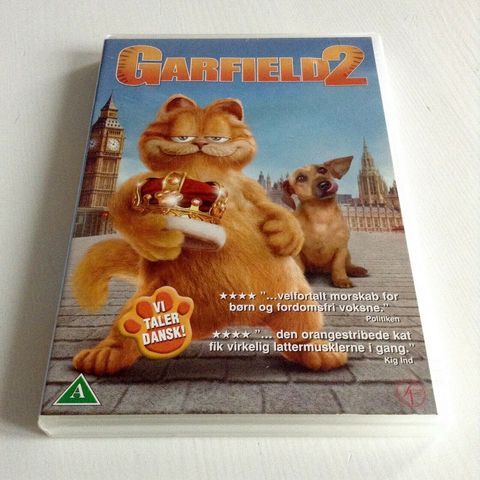 GARFIELD 2
VI
TALER
DANSK!
★★★★ "...velfortalt morskab for
børn og fordomsfri voksne."
Politiken
★★★★ "... den orangestribede kat
fik virkelig lattermusklerne i gang."
Kig Ind
A